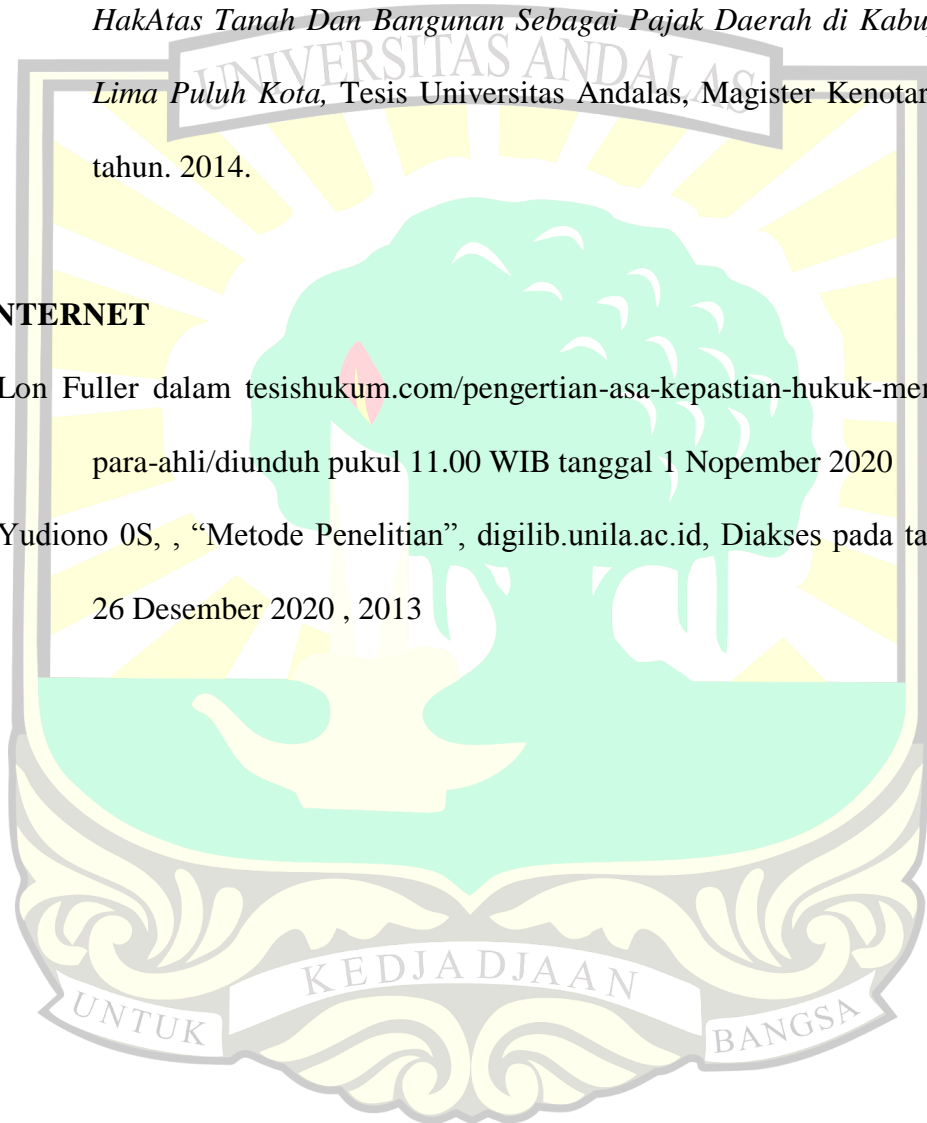 HakAtas Tanah Dan Bangunan Sebagai Pajak Daerah di Kabu
Lima Puluh Kota, Tesis Universitas Andalas, Magister Kenotar
tahun. 2014.
NTERNET
Lon Fuller dalam tesishukum.com/pengertian-asa-kepastian-hukuk-mer
para-ahli/diunduh pukul 11.00 WIB tanggal 1 Nopember 2020
Yudiono 0S, , “Metode Penelitian”, digilib.unila.ac.id, Diakses pada ta
26 Desember 2020 , 2013
UNIVERSITAS ANDALAS
UNTUK KEDJADJAAN BANGSA